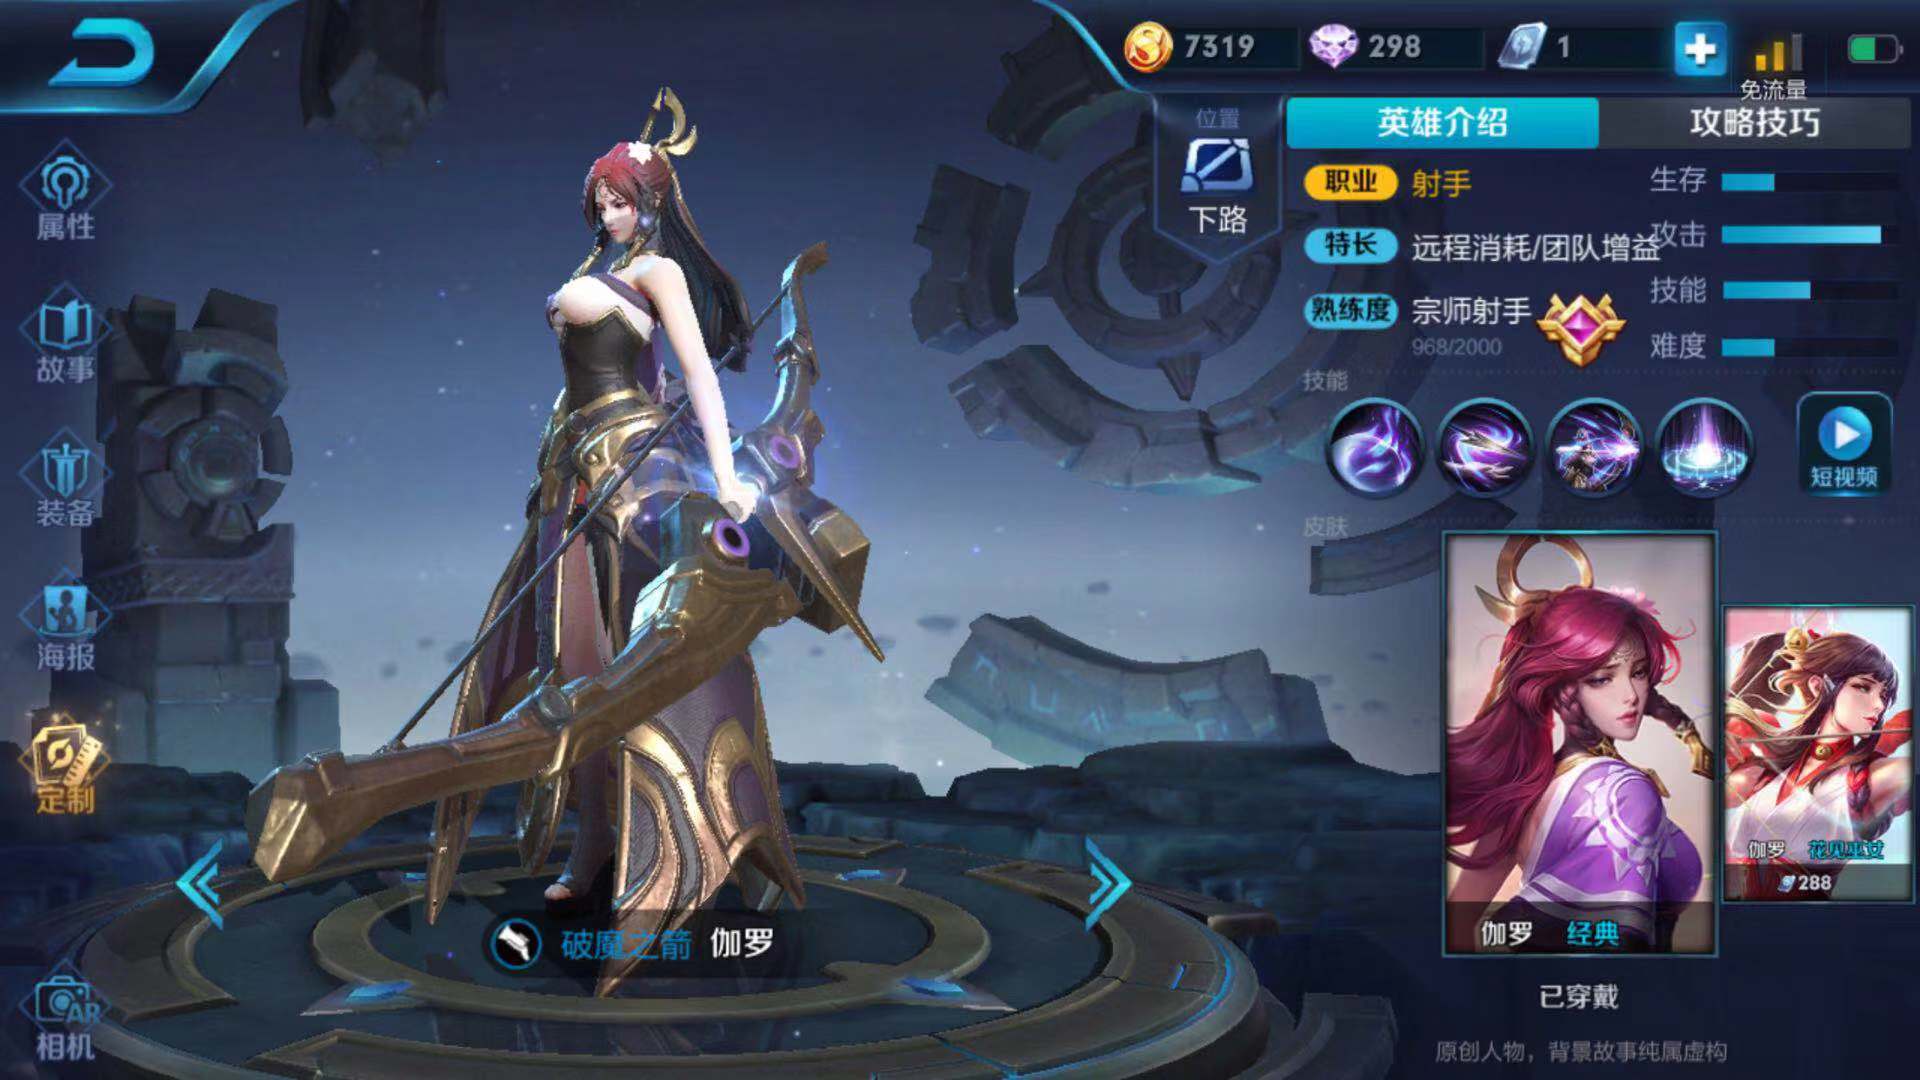 7319
298
1
免流量
位置
下路
英雄介绍
攻略技巧
职业 射手
特长 远程消耗/团队增益
熟练度 宗师射手
968/2000
生存
攻击
技能
难度
技能
短视频
皮肤
属性
故事
装备
海报
定制
AR
相机
破魔之箭 伽罗
伽罗 经典
已穿戴
伽罗 花见巫女
288
原创人物，背景故事纯属虚构